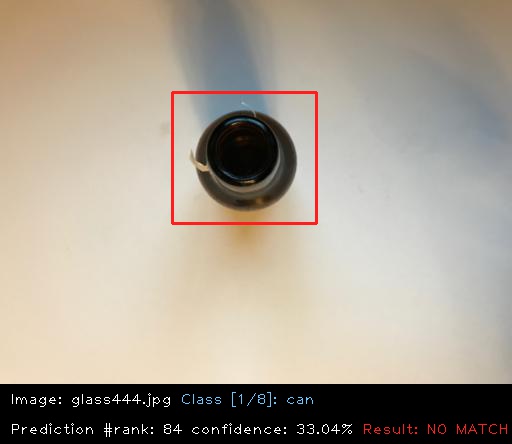 Image: glass444.jpg Class [1/8]: can
Prediction #rank: 84 confidence: 33.04% Result: NO MATCH